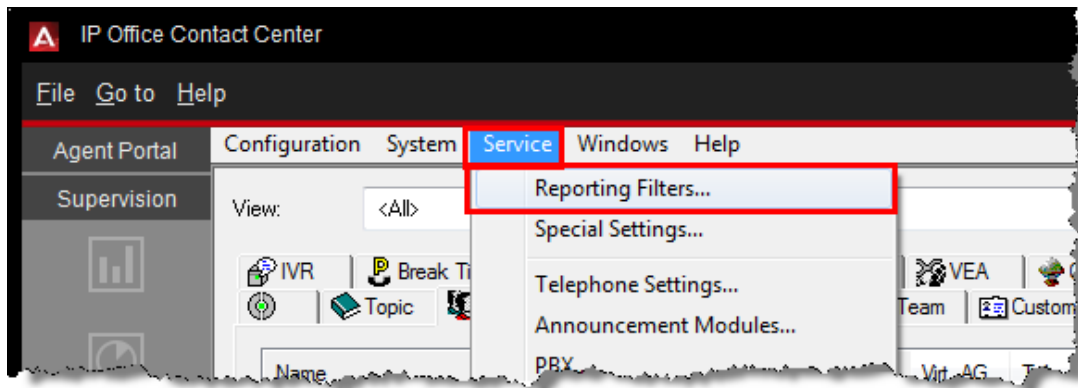 IP Office Contact Center
File Go to Help
Agent Portal
Configuration System Service Windows Help
Supervision
View: <All>
Reporting Filters...
Special Settings...
IVR Break VEA
Topic Team Custom
Telephone Settings...
Announcement Modules...
Name PBX Virt. AG